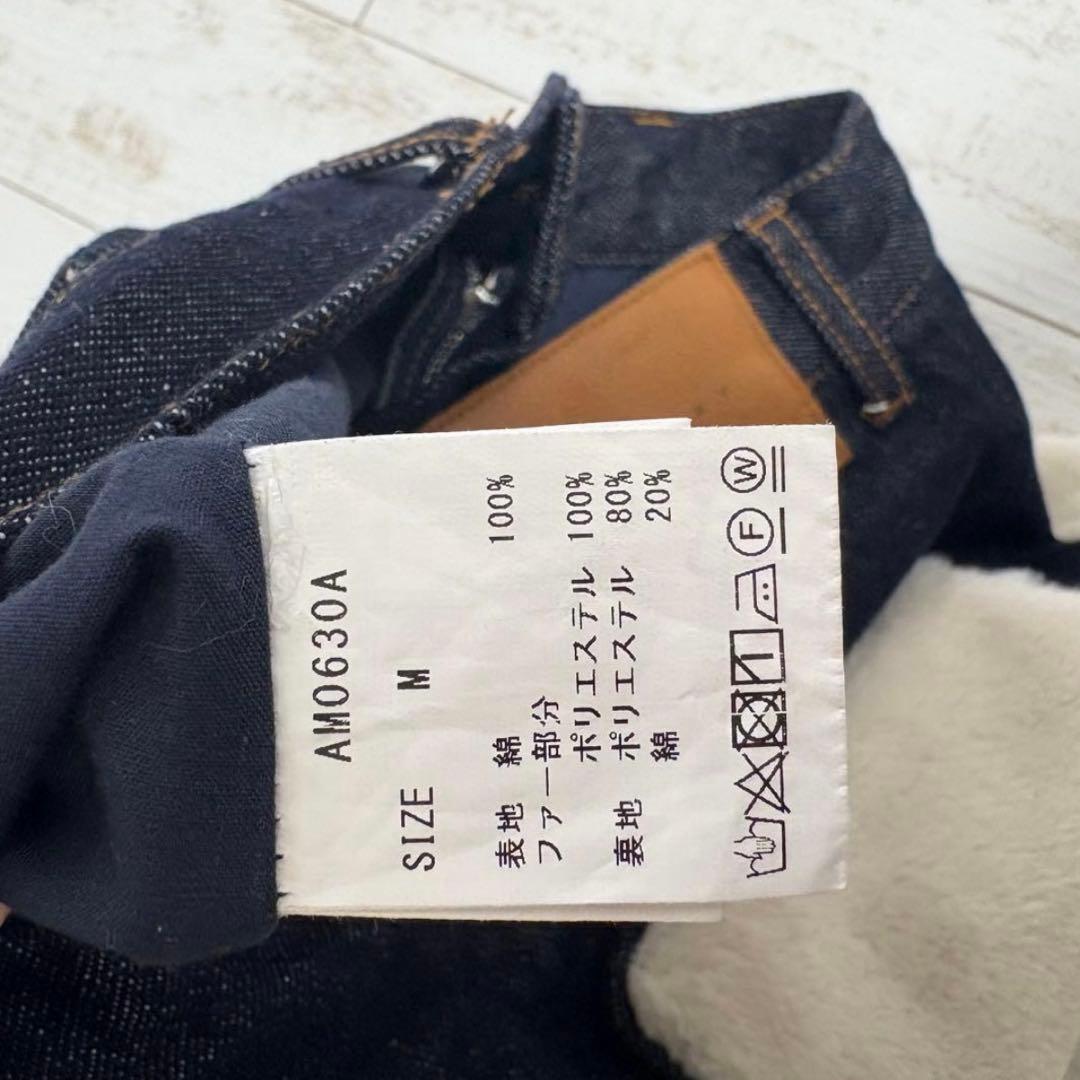 AM0630A
SIZE M
表地 綿 100%
ファー部分
ポリエステル 100%
裏地 ポリエステル 80%
綿 20%
F W